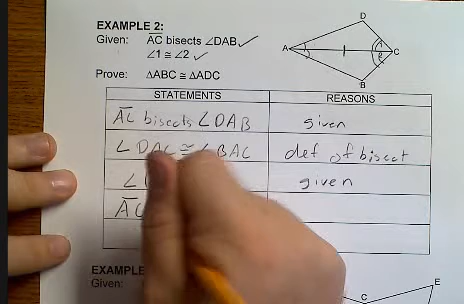 EXAMPLE 2:
Given: AC bisects ∠DAB ✓
∠1 ≅ ∠2 ✓
Prove: △ABC ≅ △ADC
D
A
C
B
1
2
STATEMENTS REASONS
AC bisects ∠DAB given
∠DAC ≅ ∠BAC def of bisect
∠ given
AC
EXAMPLE
Given:
C
E